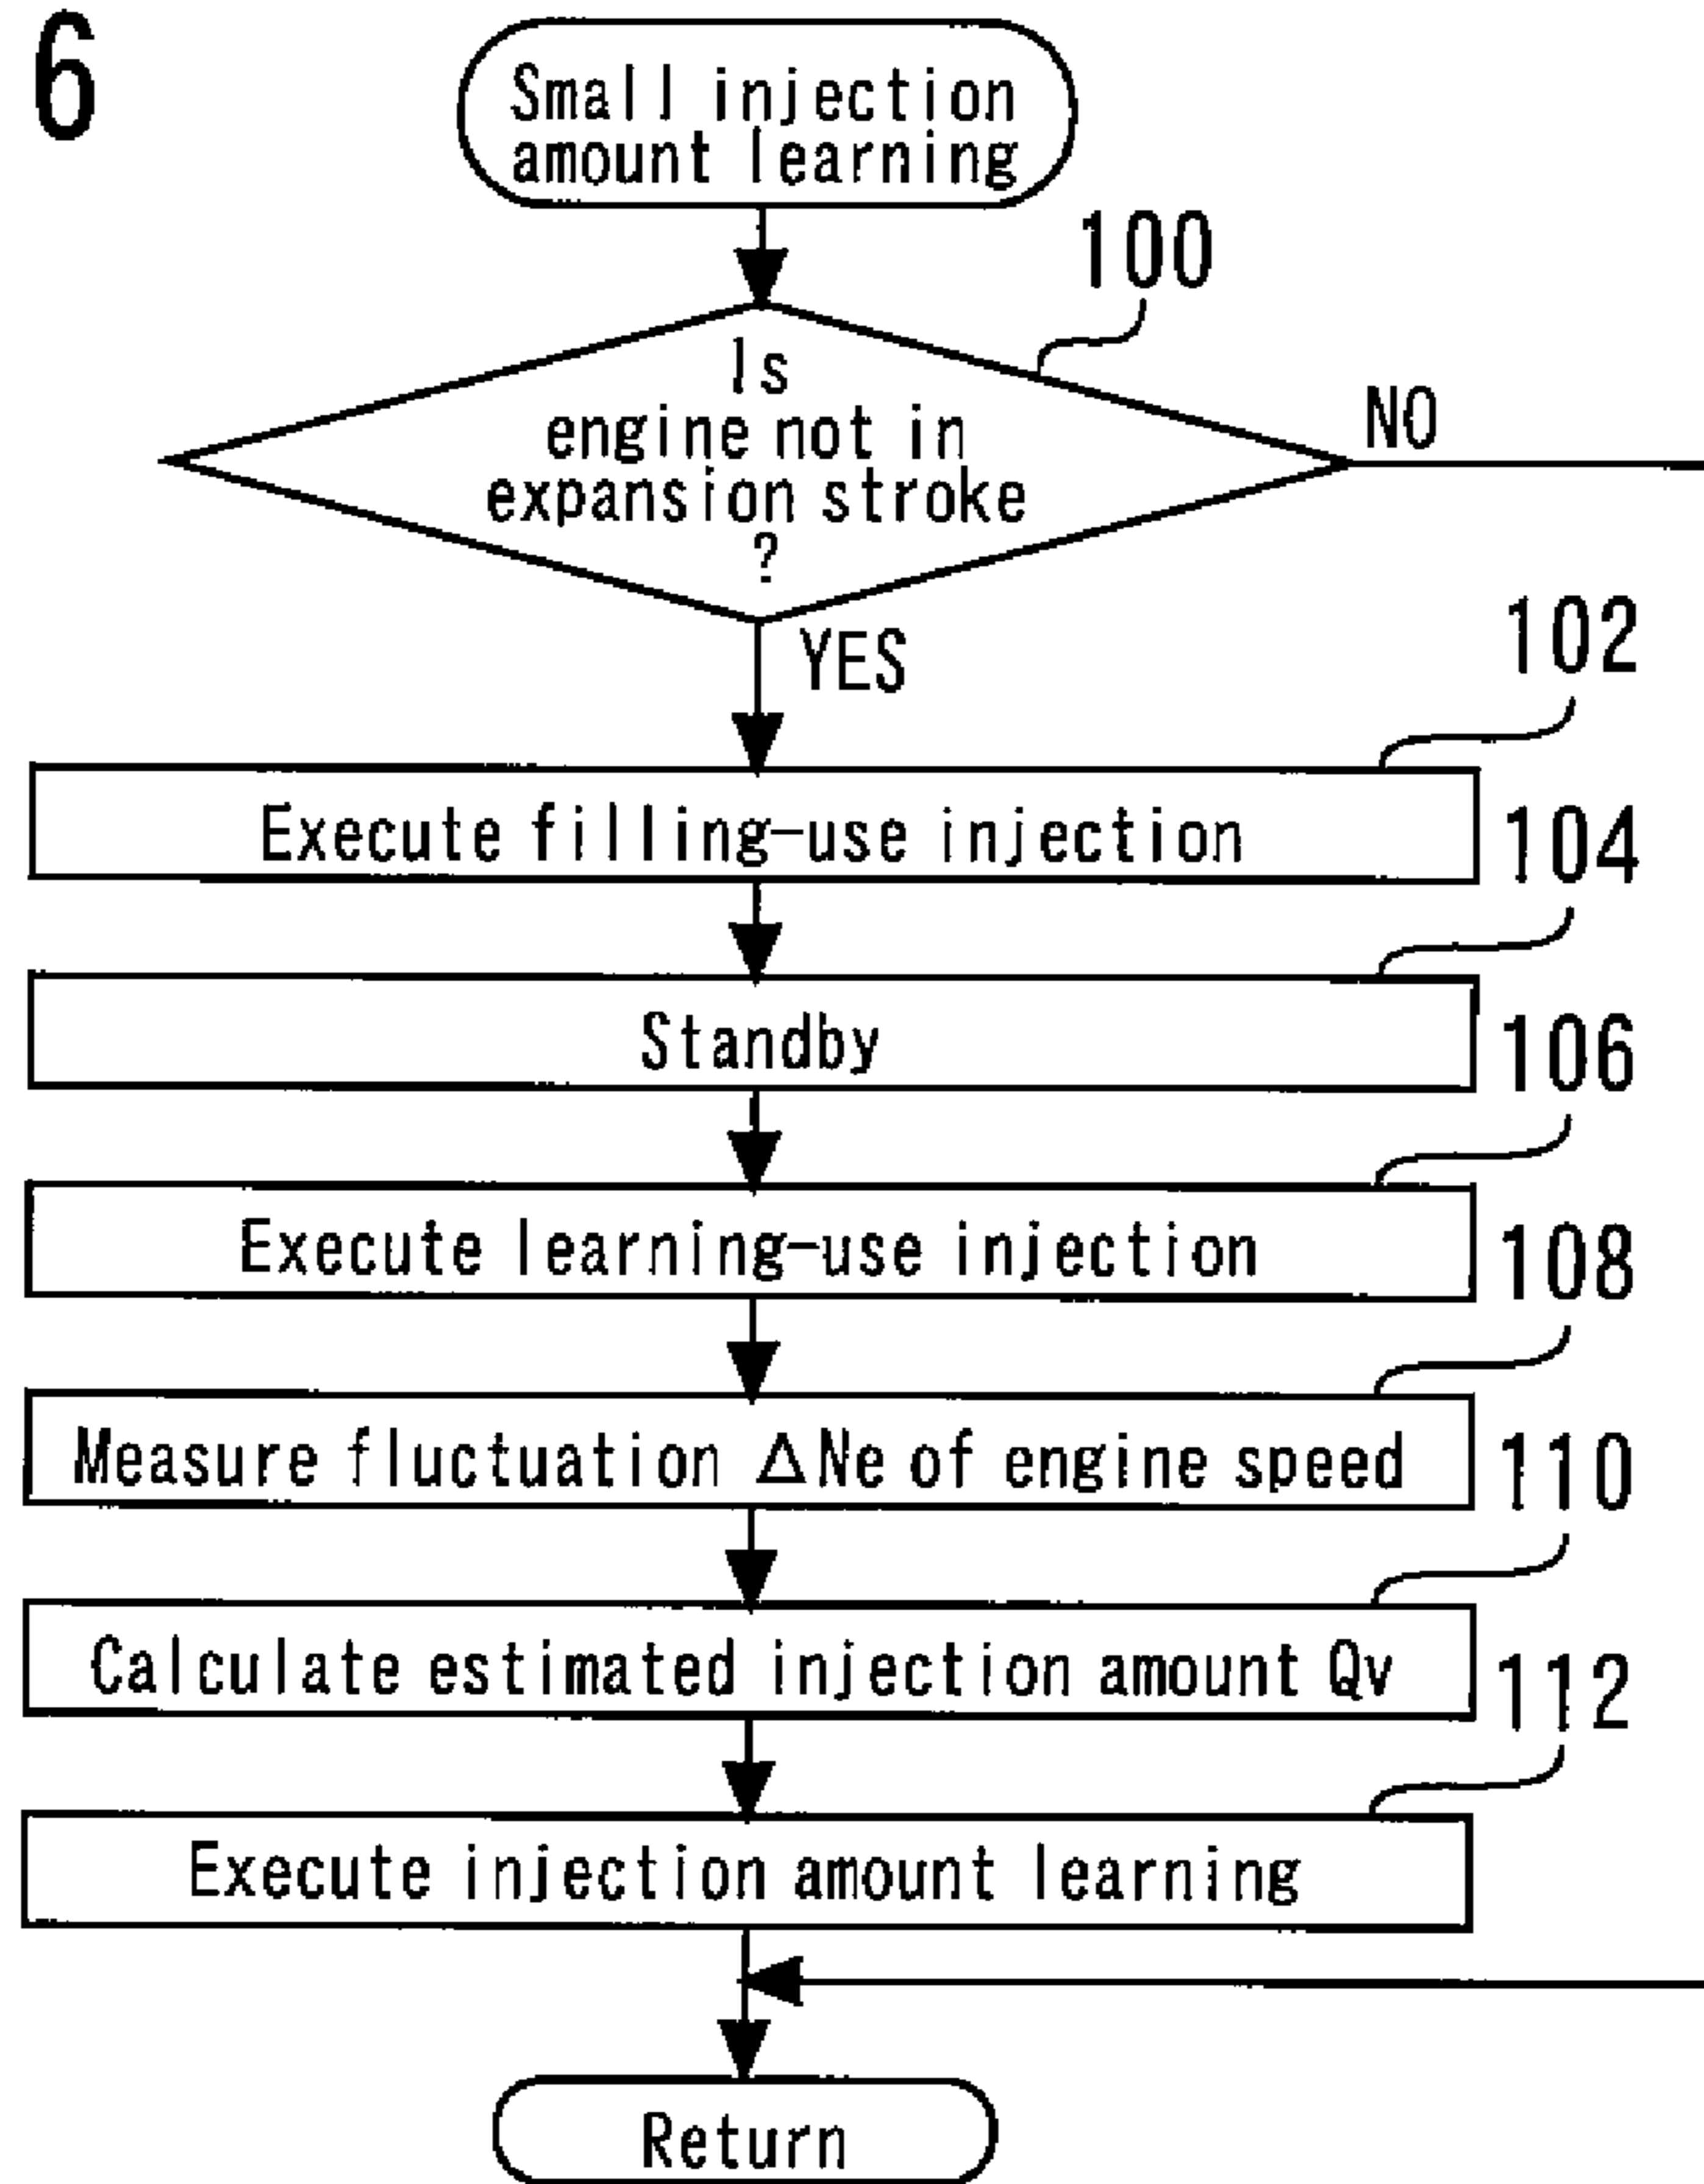 6
Small injection
amount learning
100
Is
engine not in
expansion stroke
?
NO
YES
102
Execute filling-use injection
104
Standby
106
Execute learning-use injection
108
Measure fluctuation ΔNe of engine speed
110
Calculate estimated injection amount Qv
112
Execute injection amount learning
Return